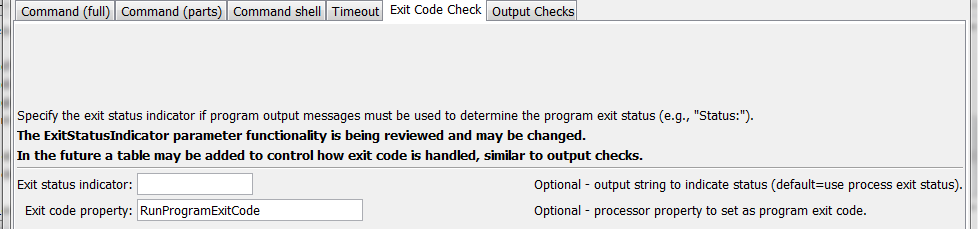 Command (full) Command (parts) Command shell Timeout Exit Code Check Output Checks
Specify the exit status indicator if program output messages must be used to determine the program exit status (e.g., "Status:").
The ExitStatusIndicator parameter functionality is being reviewed and may be changed.
In the future a table may be added to control how exit code is handled, similar to output checks.
Exit status indicator: Optional - output string to indicate status (default=use process exit status).
Exit code property: RunProgramExitCode Optional - processor property to set as program exit code.